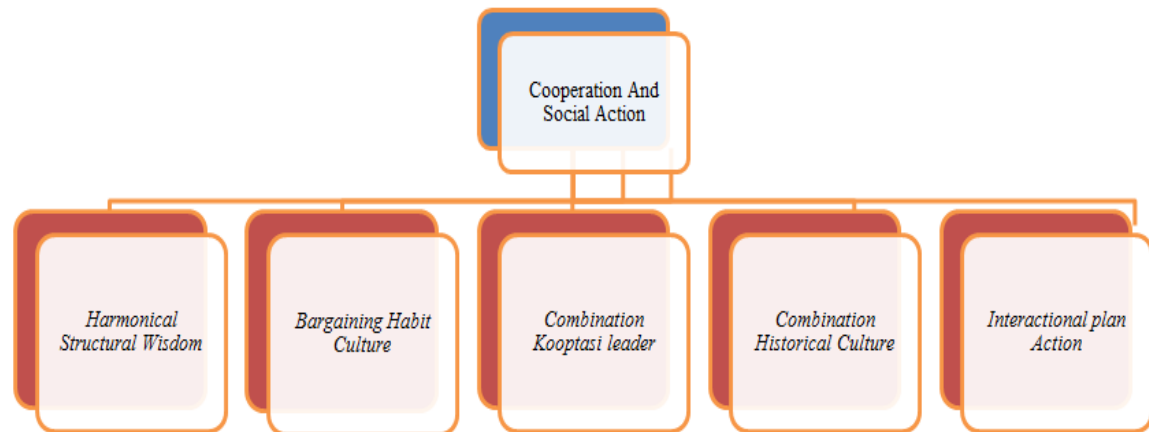 Cooperation And
Social Action
Harmonical
Structural Wisdom
Bargaining Habit
Culture
Combination
Kooptasi leader
Combination
Historical Culture
Interactional plan
Action